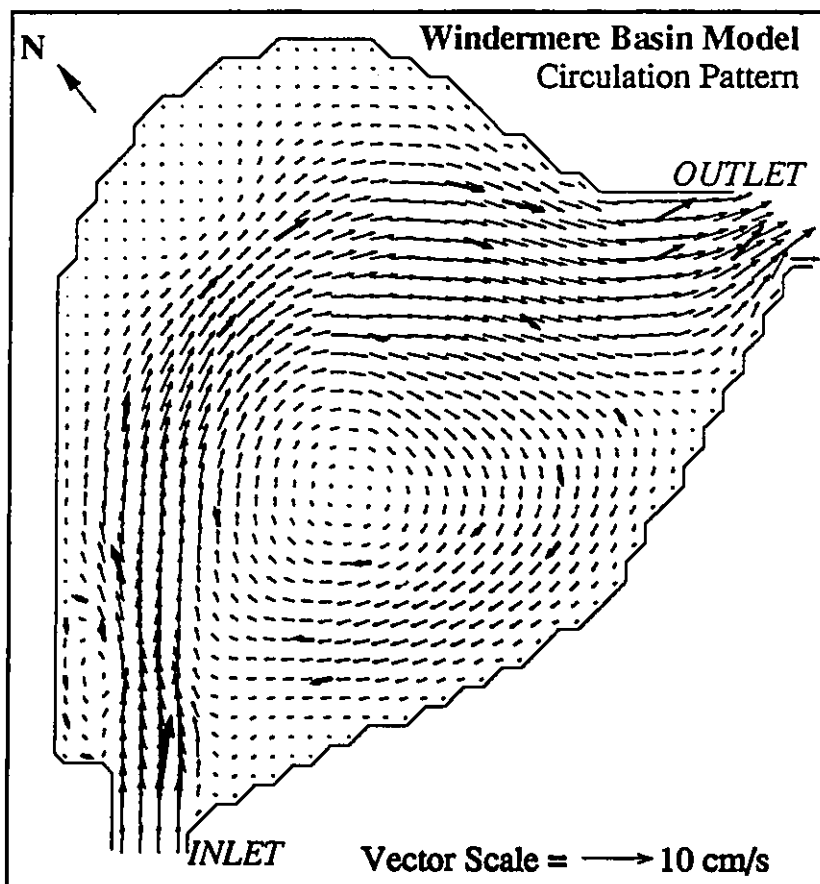 Windermere Basin Model
N
Circulation Pattern
OUTLET
INLET
Vector Scale = 10 cm/s